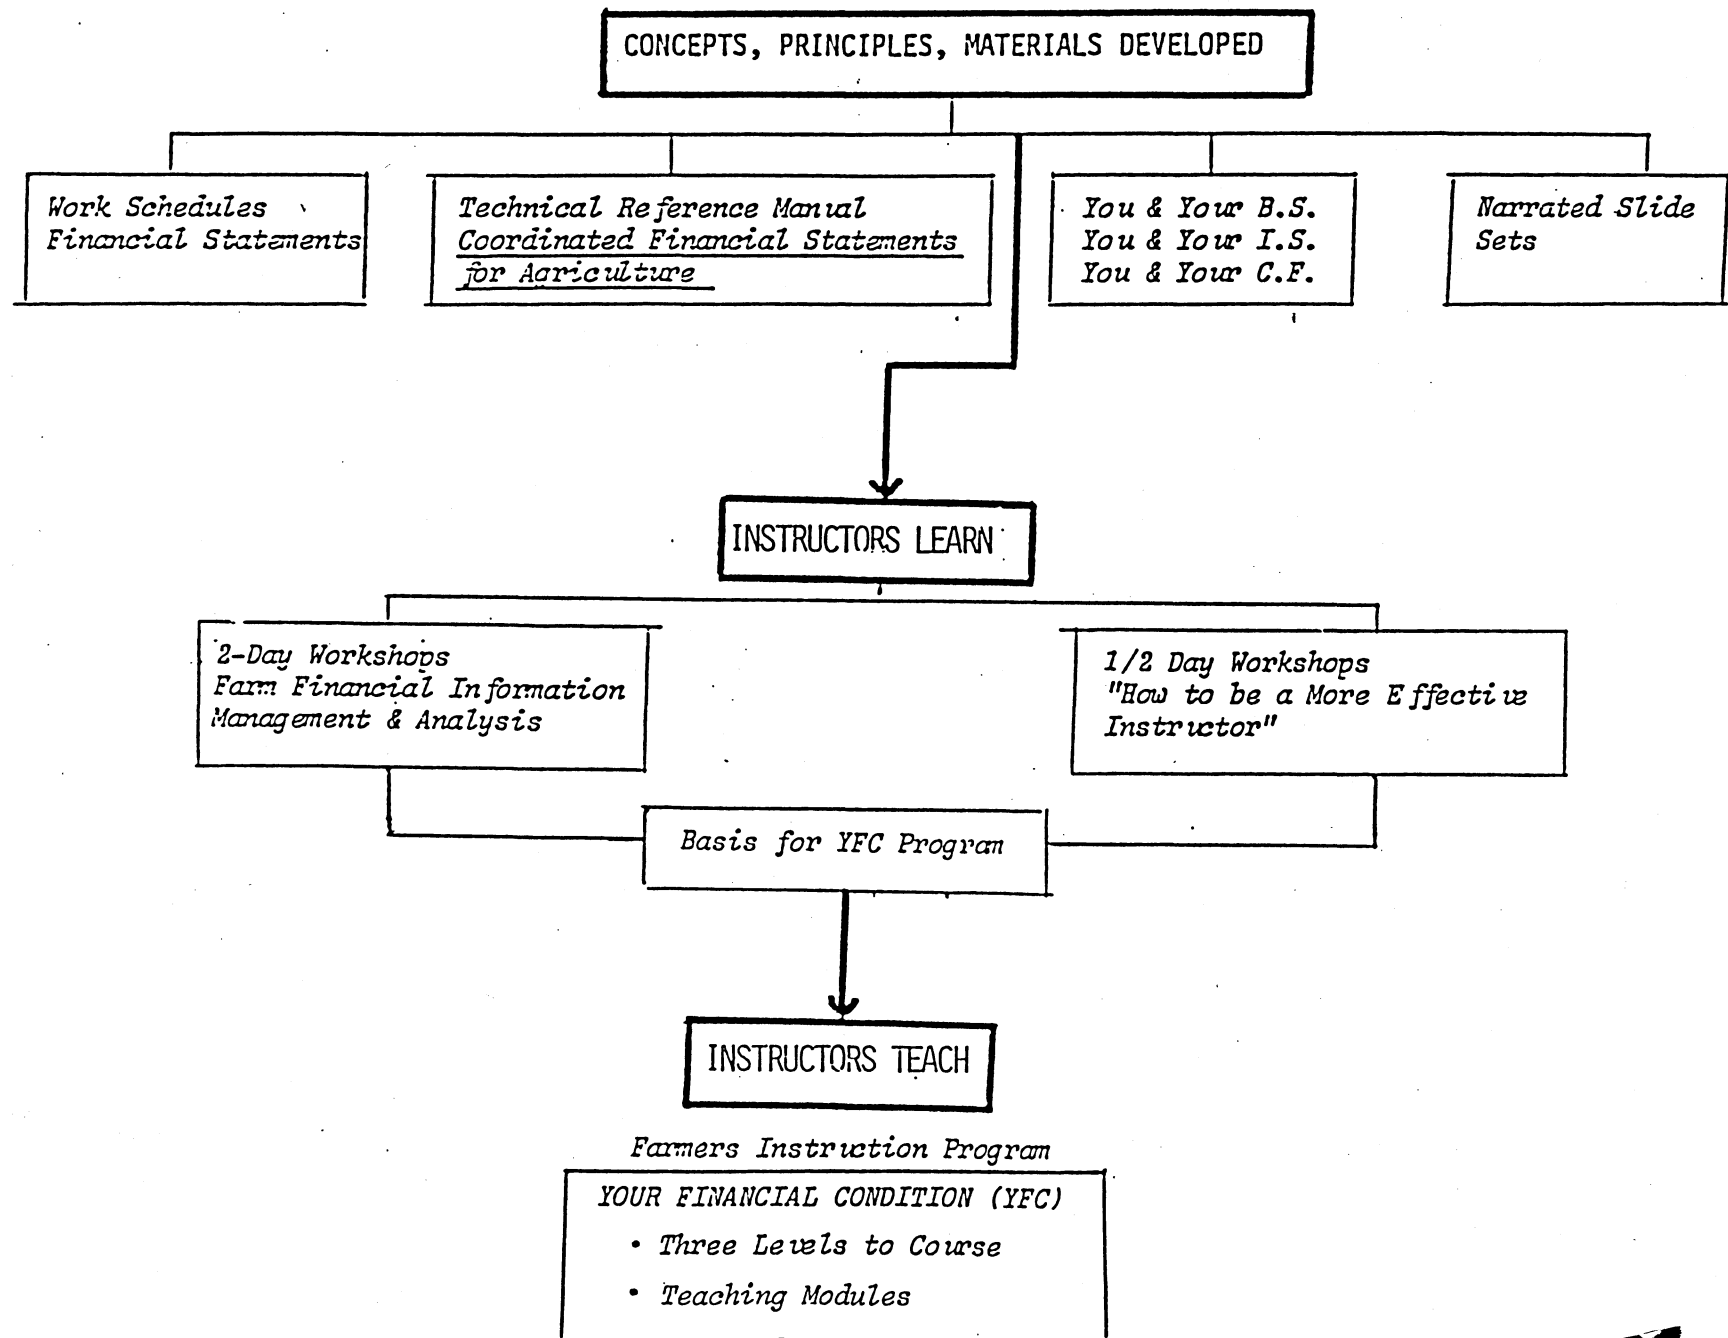 CONCEPTS, PRINCIPLES, MATERIALS DEVELOPED
Work Schedules
Financial Statements
Technical Reference Manual
Coordinated Financial Statements
for Agriculture
You & Your B.S.
You & Your I.S.
You & Your C.F.
Narrated Slide
Sets
INSTRUCTORS LEARN
2-Day Workshops
Farm Financial Information
Management & Analysis
1/2 Day Workshops
"How to be a More Effective
Instructor"
Basis for YFC Program
INSTRUCTORS TEACH
Farmers Instruction Program
YOUR FINANCIAL CONDITION (YFC)
• Three Levels to Course
• Teaching Modules